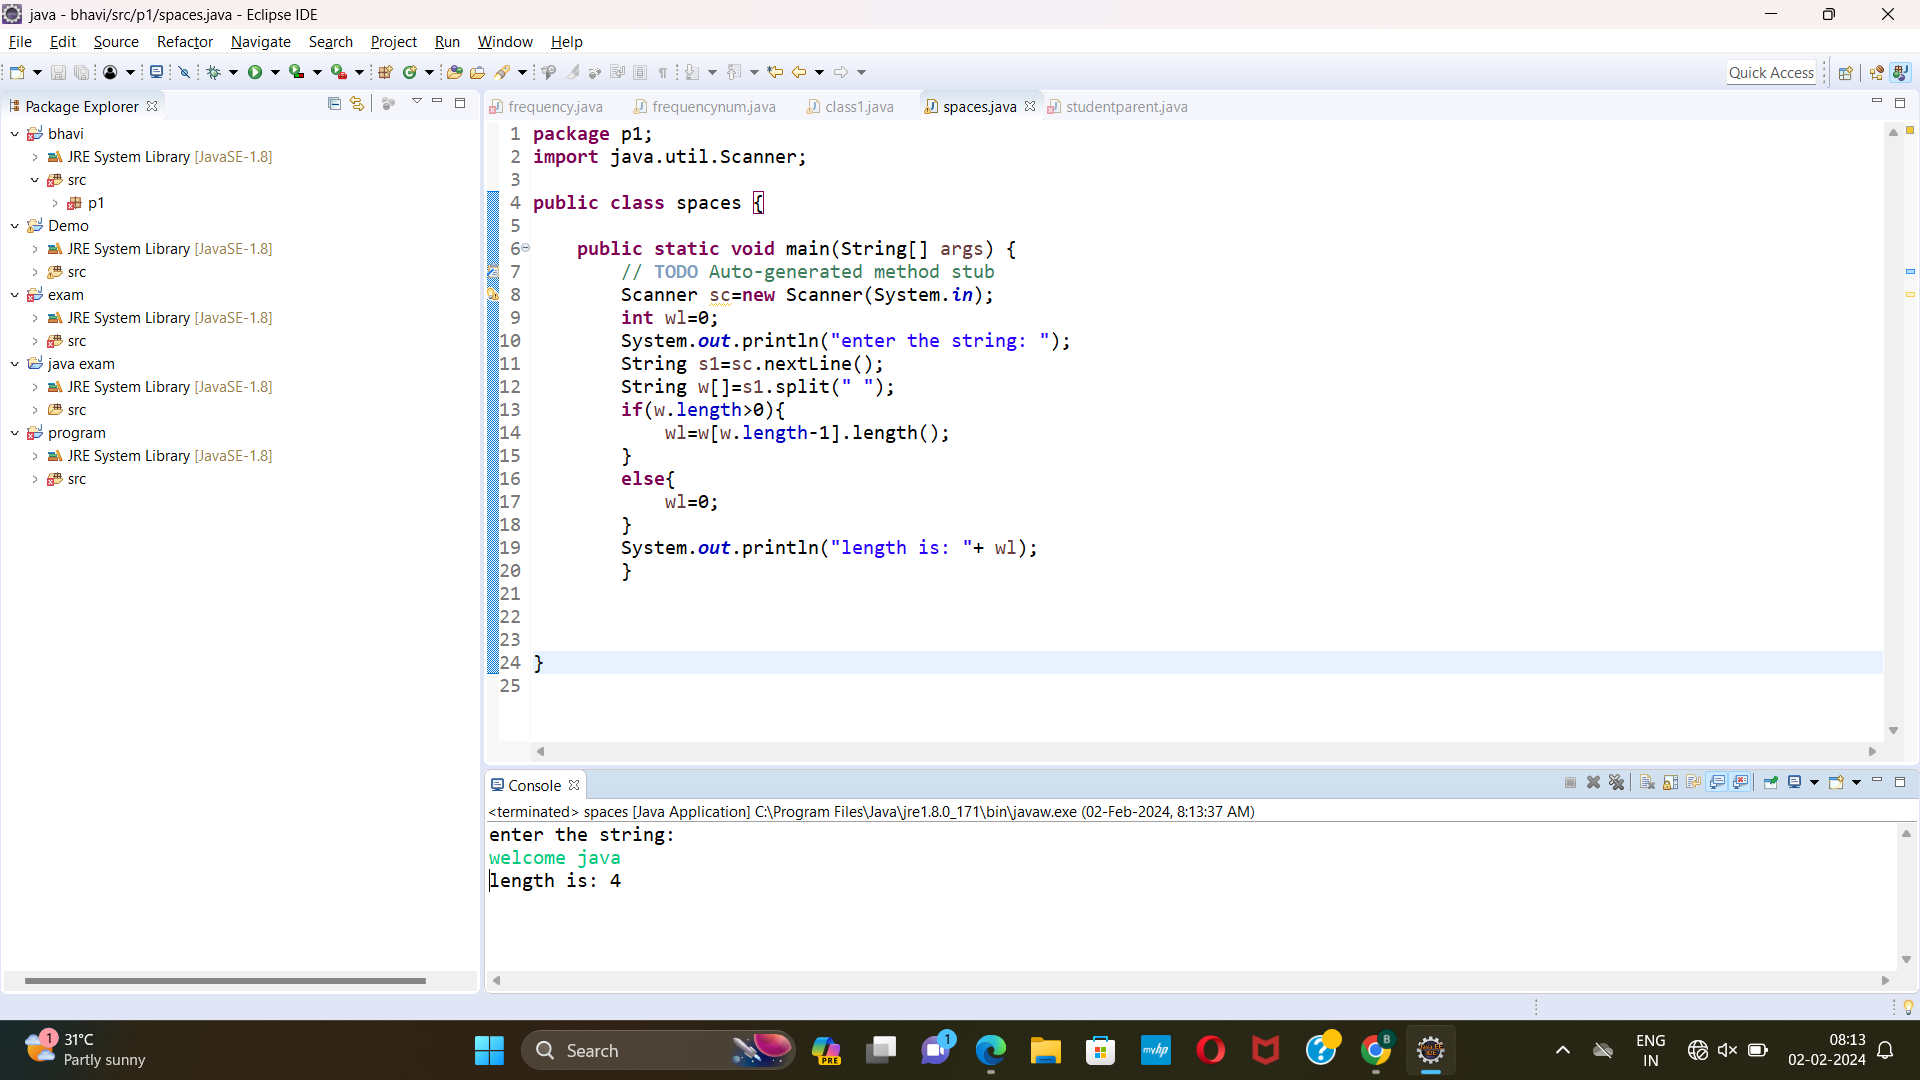 java - bhavi/src/p1/spaces.java - Eclipse IDE
File Edit Source Refactor Navigate Search Project Run Window Help
Quick Access
Package Explorer
frequency.java frequencynum.java class1.java spaces.java studentparent.java
bhavi
JRE System Library [JavaSE-1.8]
src
p1
Demo
JRE System Library [JavaSE-1.8]
src
exam
JRE System Library [JavaSE-1.8]
src
java exam
JRE System Library [JavaSE-1.8]
src
program
JRE System Library [JavaSE-1.8]
src
1 package p1;
2 import java.util.Scanner;
3
4 public class spaces {
5
6 public static void main(String[] args) {
7 // TODO Auto-generated method stub
8 Scanner sc=new Scanner(System.in);
9 int wl=0;
10 System.out.println("enter the string: ");
11 String s1=sc.nextLine();
12 String w[]=s1.split(" ");
13 if(w.length>0){
14 wl=w[w.length-1].length();
15 }
16 else{
17 wl=0;
18 }
19 System.out.println("length is: "+ wl);
20 }
21
22
23
24 }
25
Console
<terminated> spaces [Java Application] C:\Program Files\Java\jre1.8.0_171\bin\javaw.exe (02-Feb-2024, 8:13:37 AM)
enter the string:
welcome java
length is: 4
1
31°C
Partly sunny
Search
PRE
1
myhp
B
ENG
IN
08:13
02-02-2024